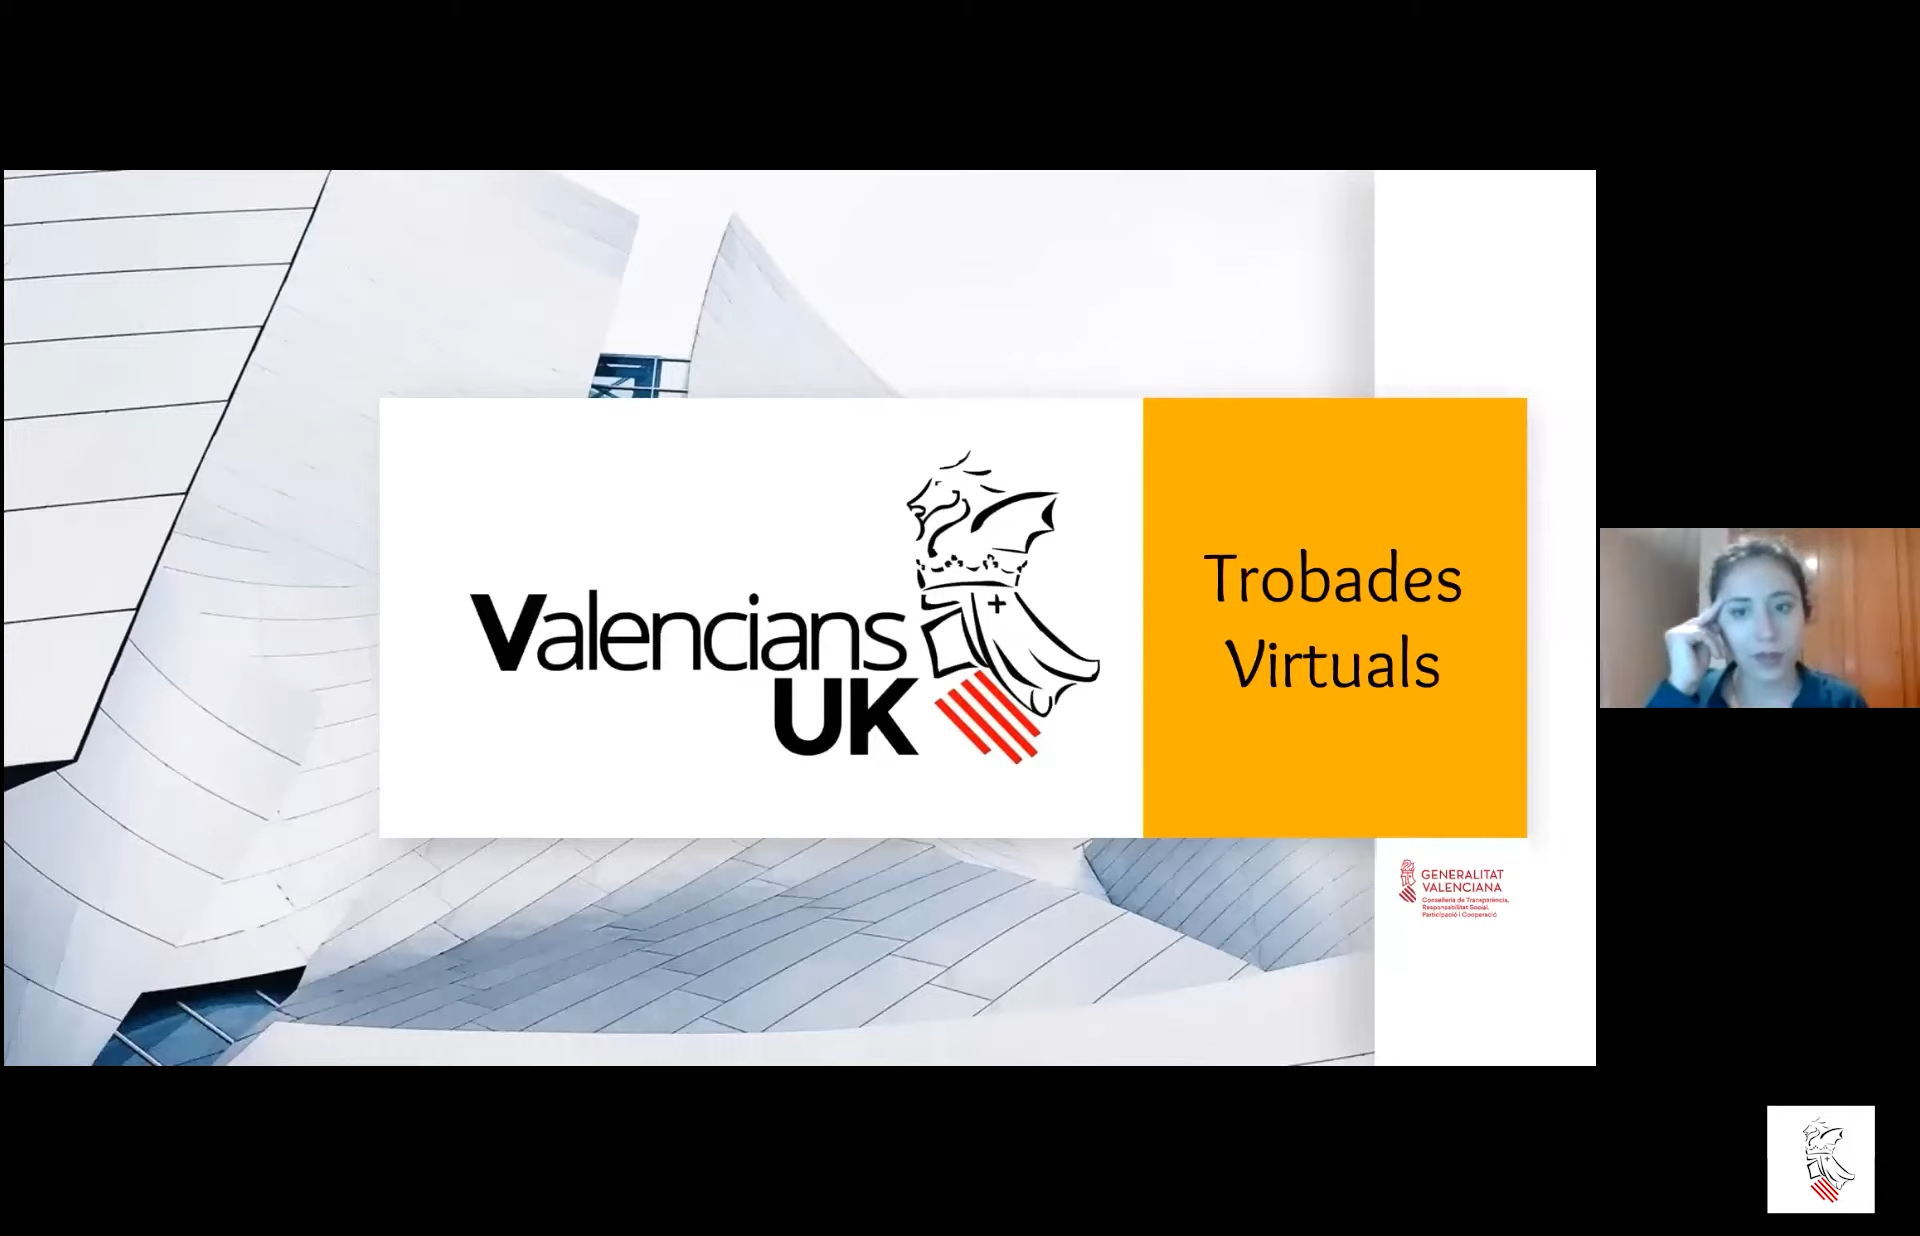 Valencians
UK
Trobades
Virtuals
GENERALITAT
VALENCIANA
Conselleria de Transparència,
Responsabilitat Social,
Participació i Cooperació